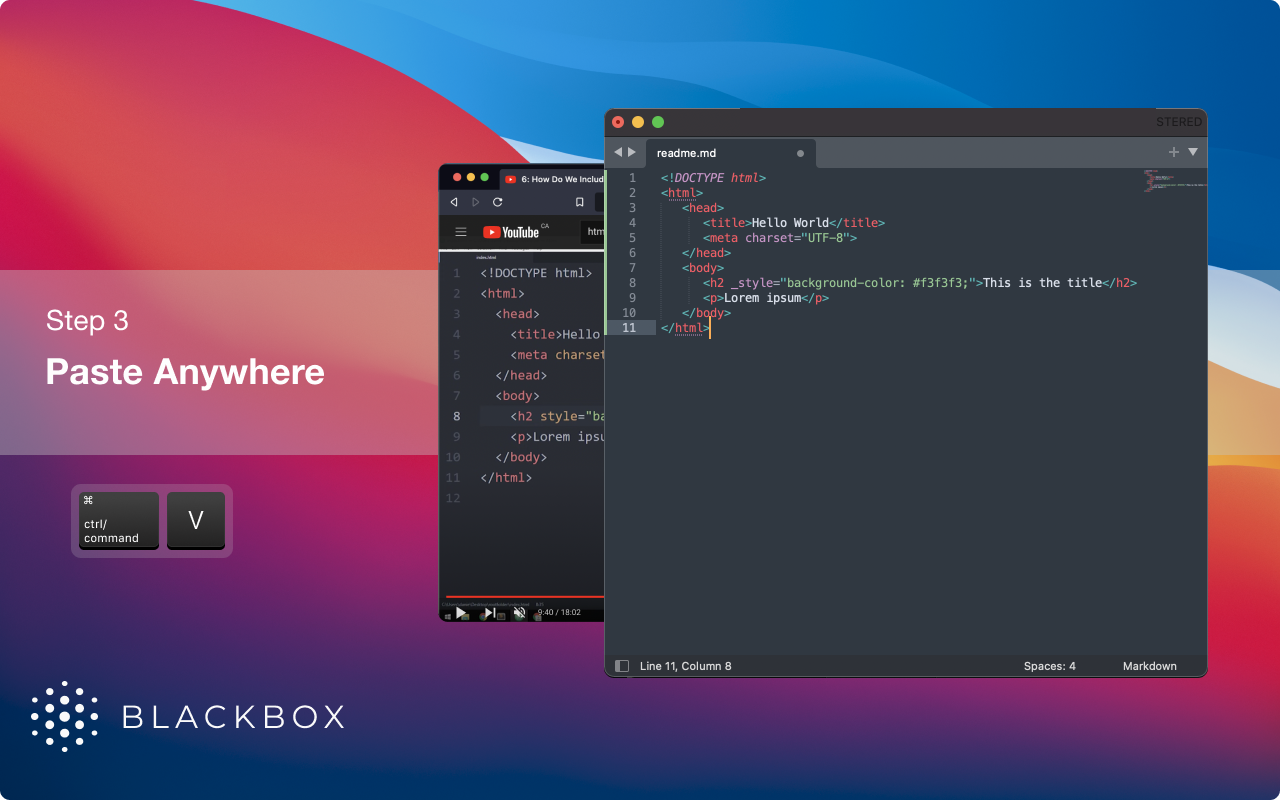 Step 3
Paste Anywhere
⌘
ctrl/
command
V
BLACKBOX
6: How Do We Includ
YouTube CA
htm
index.html
1 <!DOCTYPE html>
2 <html>
3 <head>
4 <title>Hello
5 <meta charset
6 </head>
7 <body>
8 <h2 style="ba
9 <p>Lorem ipsu
10 </body>
11 </html>
12
9:40 / 18:02
STERED
readme.md
1 <!DOCTYPE html>
2 <html>
3 <head>
4 <title>Hello World</title>
5 <meta charset="UTF-8">
6 </head>
7 <body>
8 <h2 _style="background-color: #f3f3f3;">This is the title</h2>
9 <p>Lorem ipsum</p>
10 </body>
11 </html>
Line 11, Column 8
Spaces: 4
Markdown